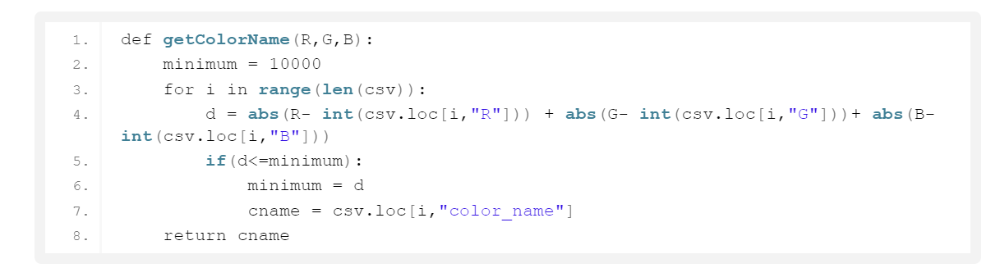 1. def getColorName(R,G,B):
2. minimum = 10000
3. for i in range(len(csv)):
4. d = abs(R- int(csv.loc[i,"R"])) + abs(G- int(csv.loc[i,"G"]))+ abs(B-
int(csv.loc[i,"B"]))
5. if(d<=minimum):
6. minimum = d
7. cname = csv.loc[i,"color_name"]
8. return cname